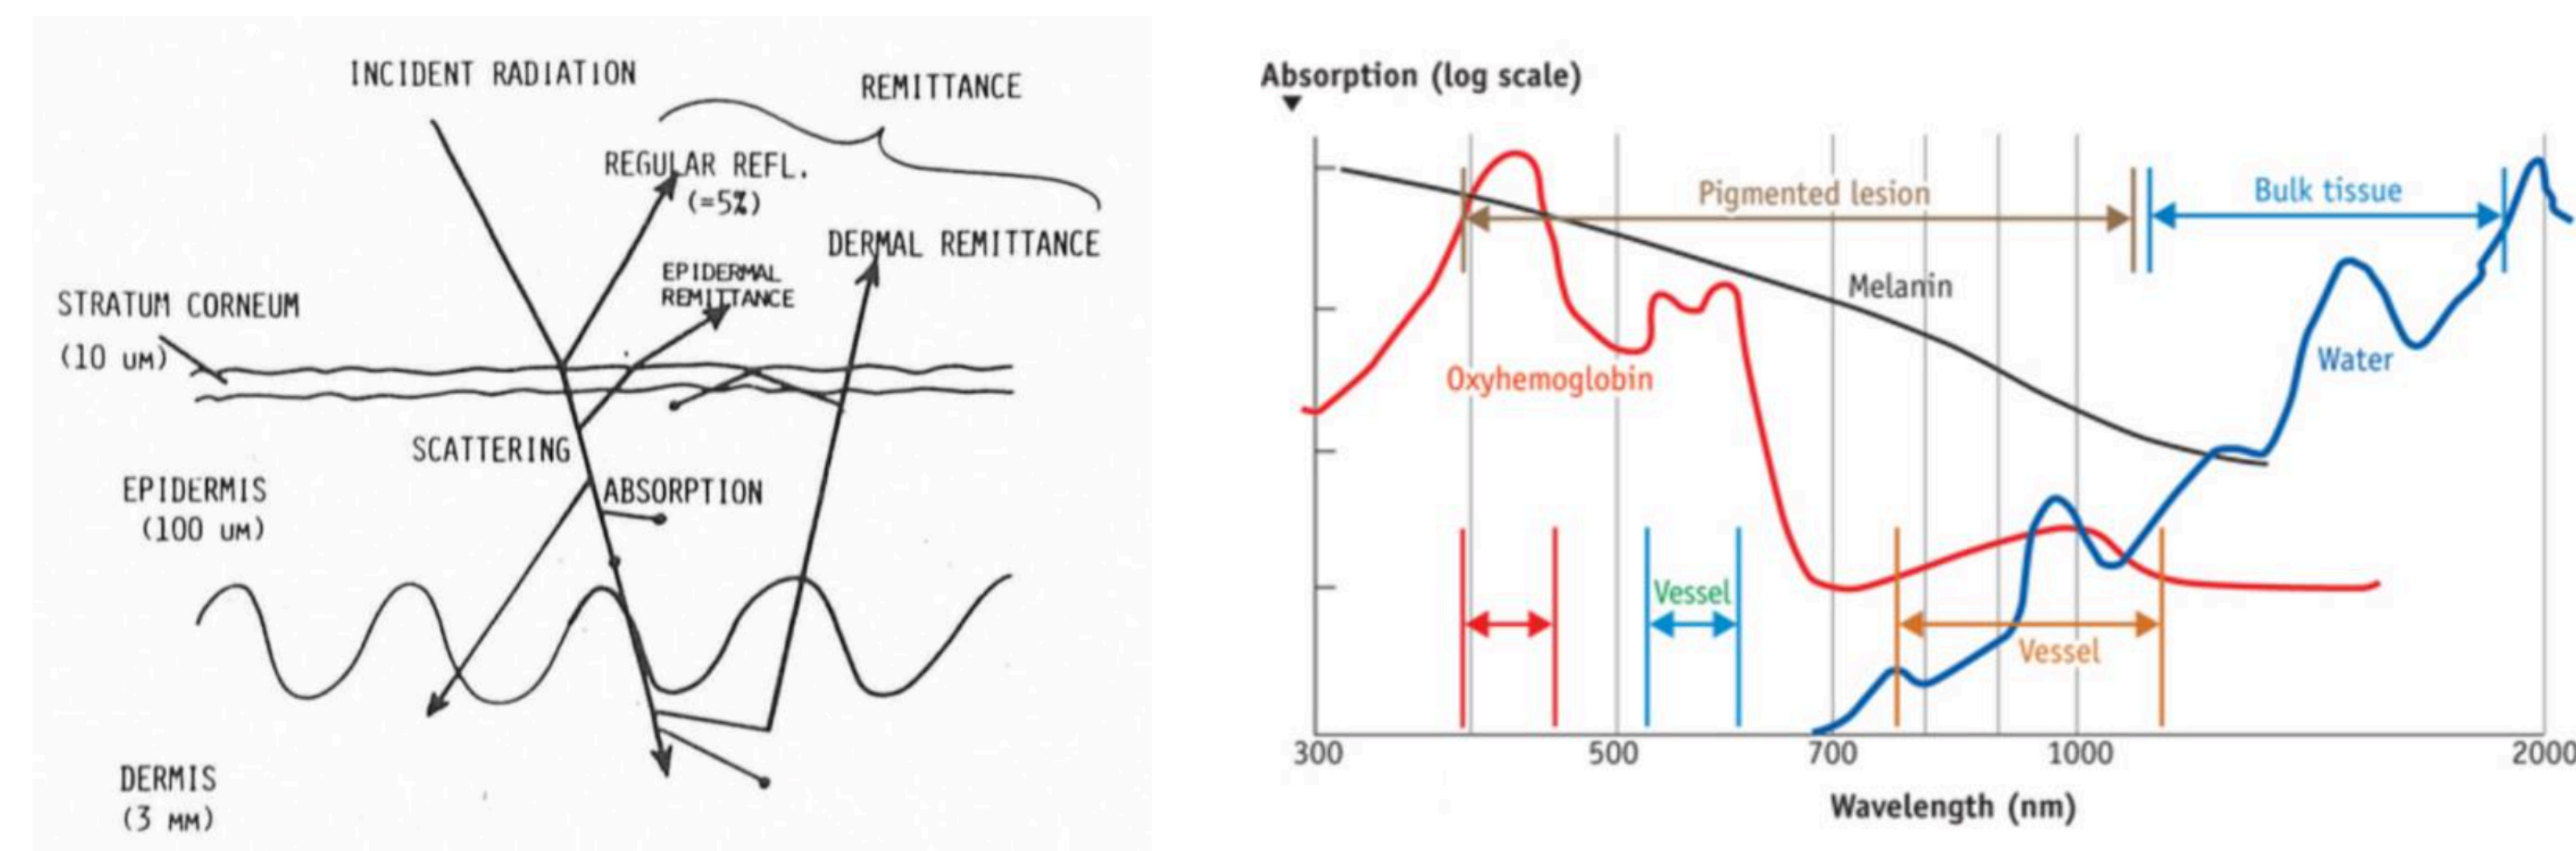 INCIDENT RADIATION
REMITTANCE
REGULAR REFL.
(=5%)
DERMAL REMITTANCE
EPIDERMAL
REMITTANCE
STRATUM CORNEUM
(10 UM)
SCATTERING
ABSORPTION
EPIDERMIS
(100 UM)
DERMIS
(3 MM)
Absorption (log scale)
Pigmented lesion
Bulk tissue
Melanin
Water
Oxyhemoglobin
Vessel
Vessel
300 500 700 1000 2000
Wavelength (nm)